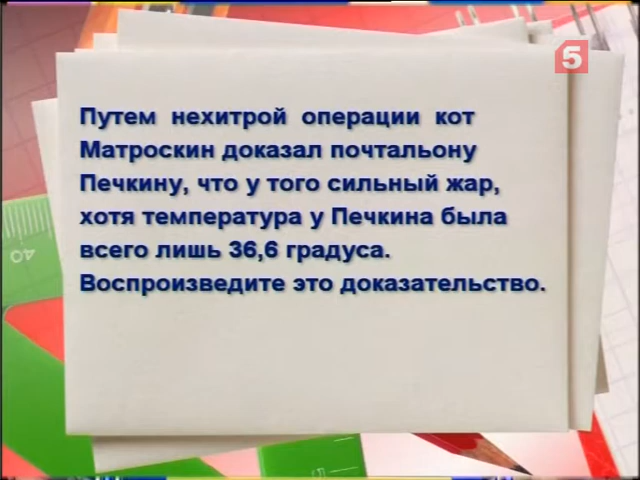 5
Путем нехитрой операции кот
Матроскин доказал почтальону
Печкину, что у того сильный жар,
хотя температура у Печкина была
всего лишь 36,6 градуса.
Воспроизведите это доказательство.
40